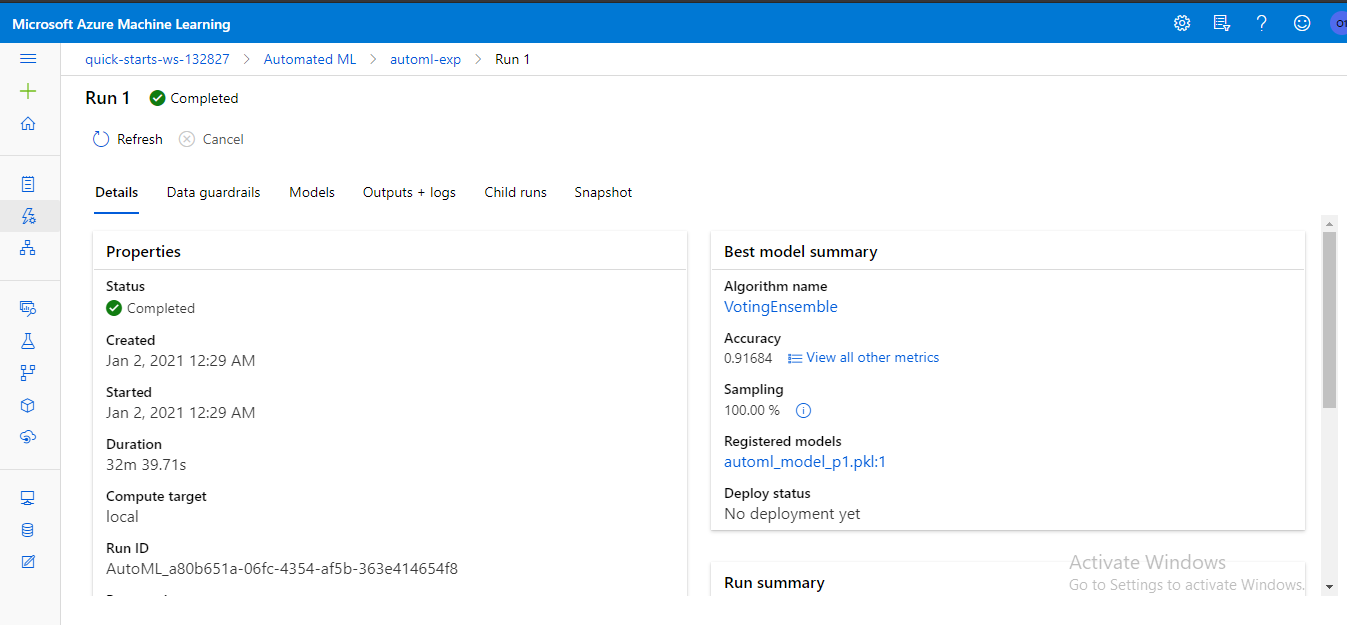 Microsoft Azure Machine Learning
quick-starts-ws-132827 > Automated ML > automl-exp > Run 1
Run 1 Completed
Refresh Cancel
Details Data guardrails Models Outputs + logs Child runs Snapshot
Properties
Status
Completed
Created
Jan 2, 2021 12:29 AM
Started
Jan 2, 2021 12:29 AM
Duration
32m 39.71s
Compute target
local
Run ID
AutoML_a80b651a-06fc-4354-af5b-363e414654f8
Best model summary
Algorithm name
VotingEnsemble
Accuracy
0.91684 View all other metrics
Sampling
100.00 %
Registered models
automl_model_p1.pkl:1
Deploy status
No deployment yet
Run summary
Activate Windows
Go to Settings to activate Windows.